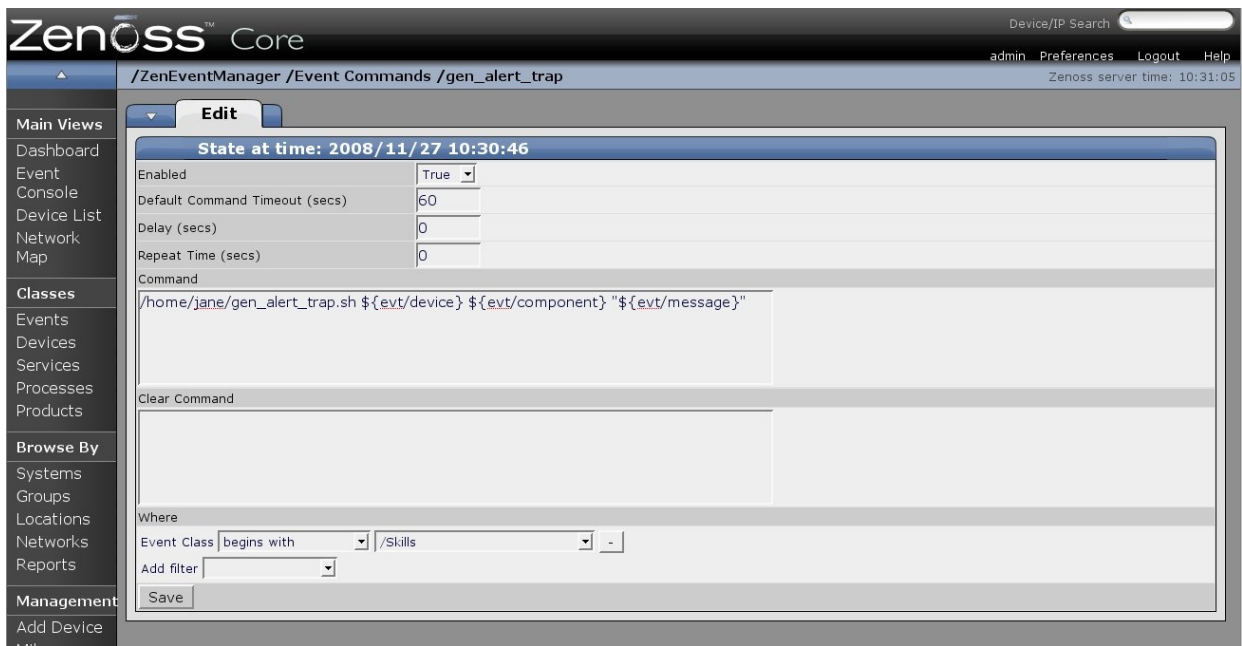 Zenoss™ Core
Device/IP Search
admin Preferences Logout Help
/ZenEventManager /Event Commands /gen_alert_trap
Zenoss server time: 10:31:05
Main Views
Dashboard
Event
Console
Device List
Network
Map
Classes
Events
Devices
Services
Processes
Products
Browse By
Systems
Groups
Locations
Networks
Reports
Management
Add Device
Edit
State at time: 2008/11/27 10:30:46
Enabled True
Default Command Timeout (secs) 60
Delay (secs) 0
Repeat Time (secs) 0
Command
/home/jane/gen_alert_trap.sh ${evt/device} ${evt/component} "${evt/message}"
Clear Command
Where
Event Class begins with /Skills -
Add filter
Save